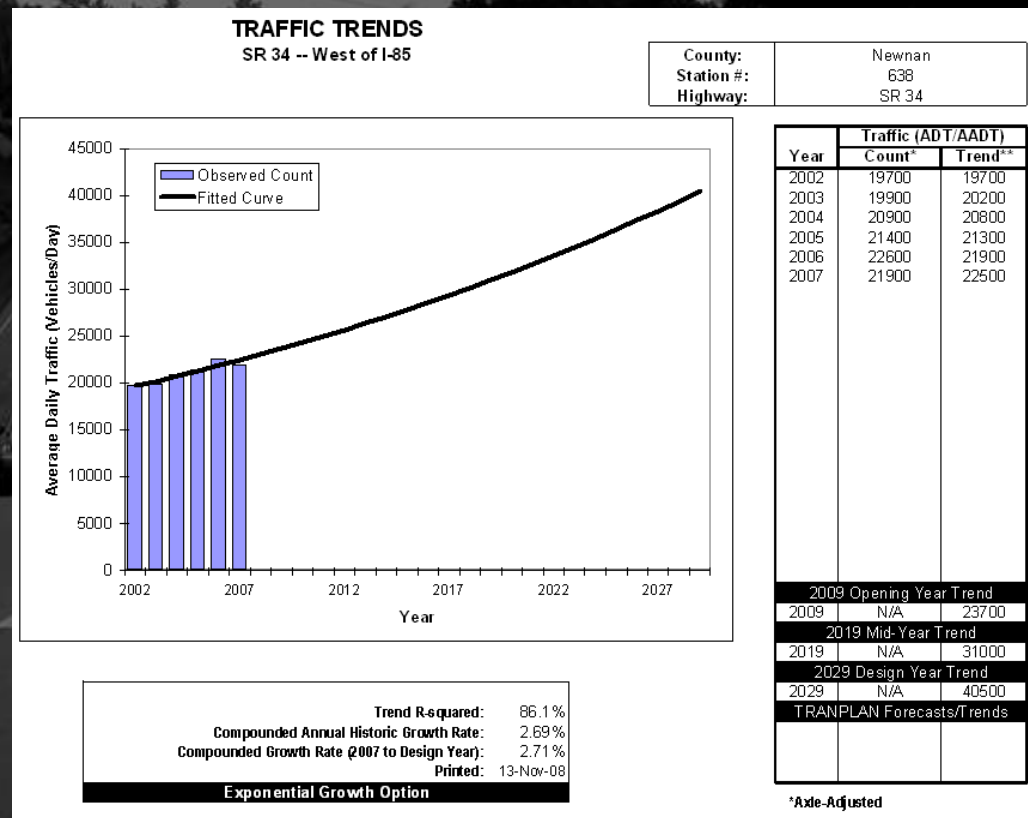 TRAFFIC TRENDS
SR 34 -- West of I-85
County: Newnan
Station #: 638
Highway: SR 34
45000
40000
35000
30000
25000
20000
15000
10000
5000
0
Average Daily Traffic (Vehicles/Day)
Observed Count
Fitted Curve
2002 2007 2012 2017 2022 2027
Year
Traffic (ADT/AADT)
Year Count* Trend**
2002 19700 19700
2003 19900 20200
2004 20900 20800
2005 21400 21300
2006 22600 21900
2007 21900 22500
2009 Opening Year Trend
2009 N/A 23700
2019 Mid-Year Trend
2019 N/A 31000
2029 Design Year Trend
2029 N/A 40500
TRANPLAN Forecasts/Trends
Trend R-squared: 86.1%
Compounded Annual Historic Growth Rate: 2.69%
Compounded Growth Rate (2007 to Design Year): 2.71%
Printed: 13-Nov-08
Exponential Growth Option
*Axle-Adjusted